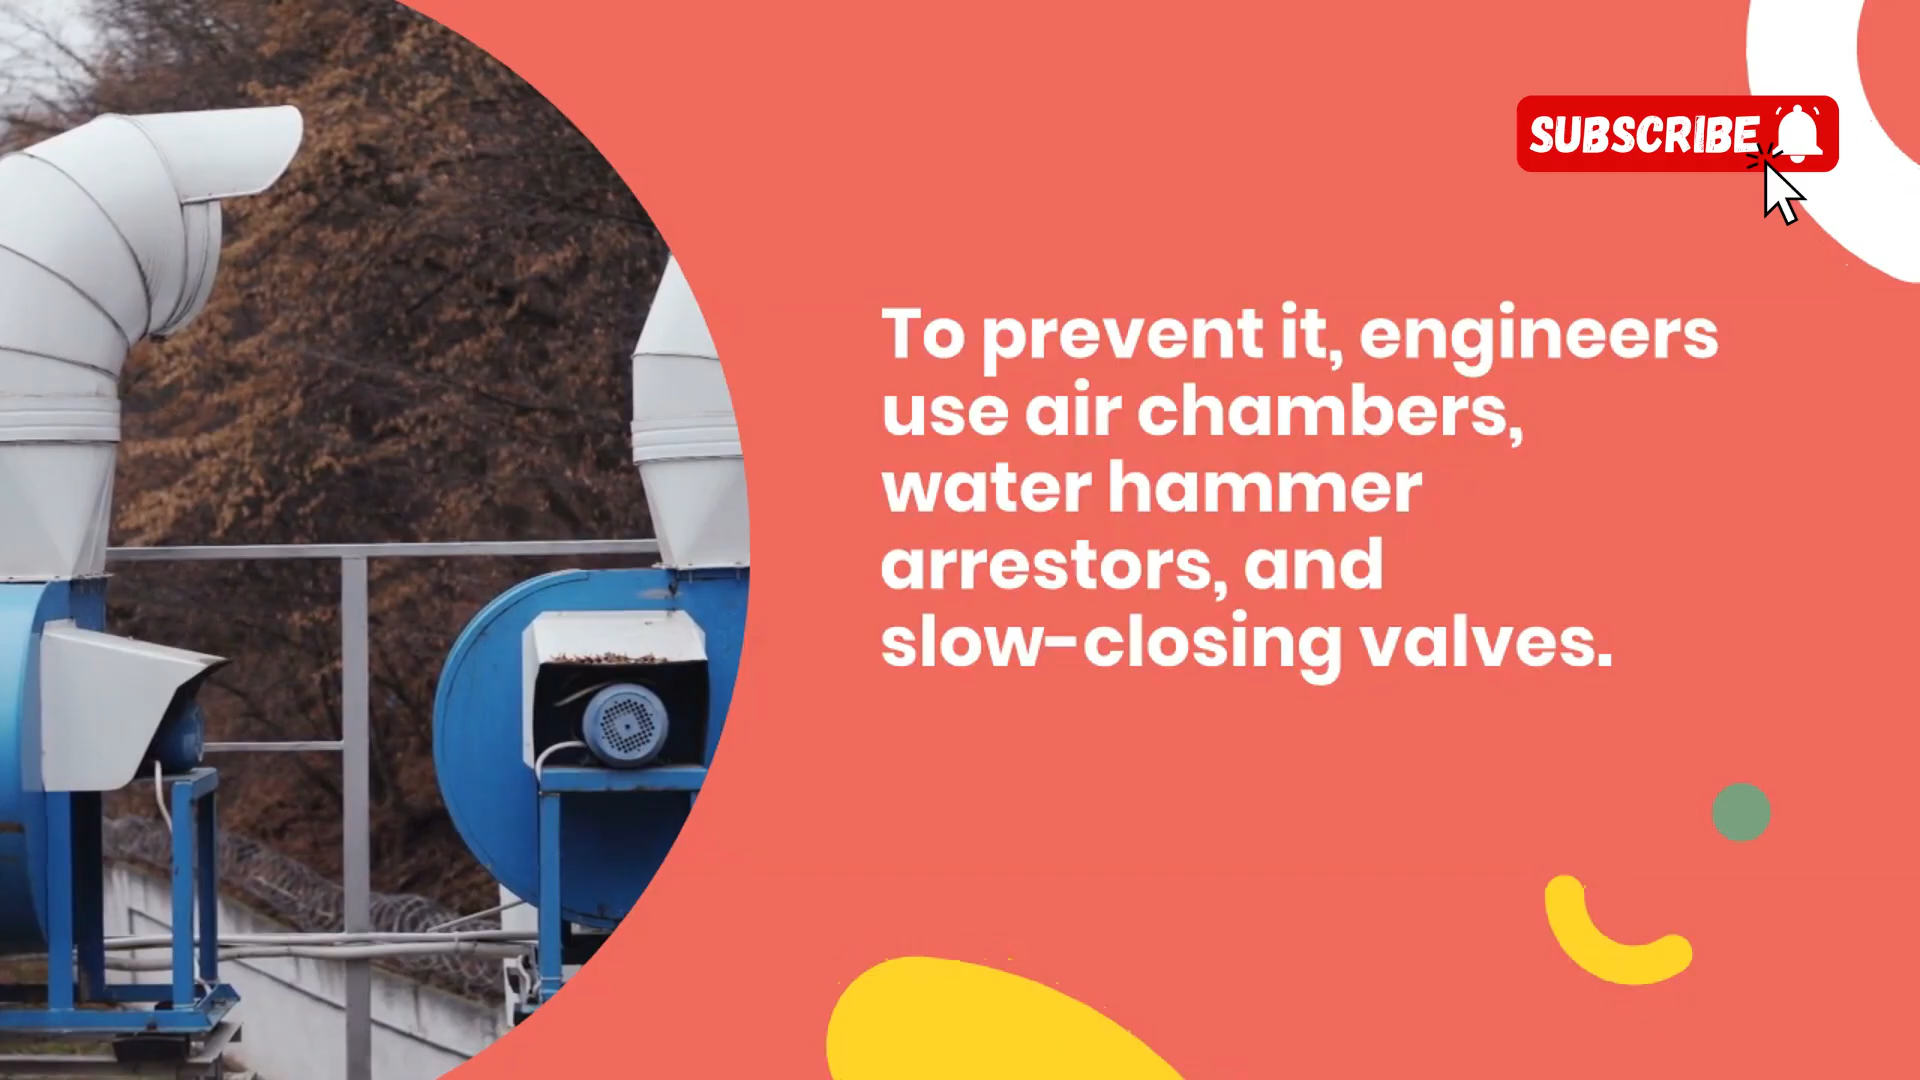 SUBSCRIBE
To prevent it, engineers
use air chambers,
water hammer
arrestors, and
slow-closing valves.